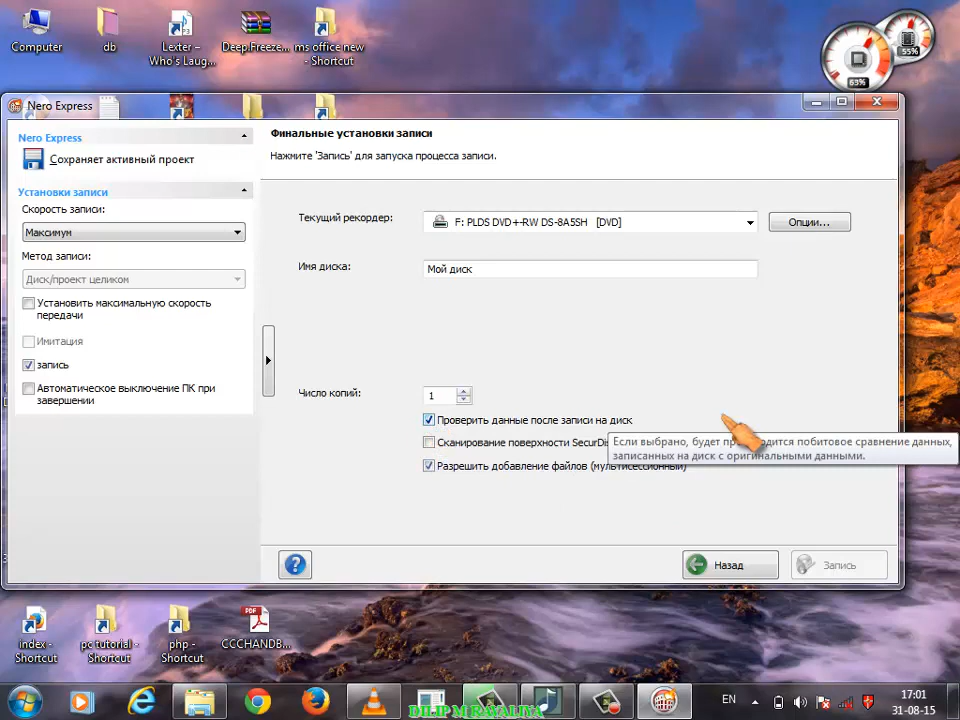 Computer
db
Lexter –
Who's Laug...
Deep.Freeze...
ms office new
- Shortcut
63%
55%
Nero Express
Nero Express
Сохраняет активный проект
Установки записи
Скорость записи:
Максимум
Метод записи:
Диск/проект целиком
Установить максимальную скорость
передачи
Имитация
запись
Автоматическое выключение ПК при
завершении
Финальные установки записи
Нажмите 'Запись' для запуска процесса записи.
Текущий рекордер:
F: PLDS DVD+-RW DS-8A5SH [DVD]
Опции...
Имя диска:
Мой диск
Число копий:
1
Проверить данные после записи на диск
Сканирование поверхности SecurDis
Если выбрано, будет дится побитовое сравнение данных,
записанных на диск с оригинальными данными.
Разрешить добавление файлов (мультисессионный)
Назад
Запись
index -
Shortcut
pc tutorial -
Shortcut
php -
Shortcut
PDF
CCCHANDB...
DILIP M RAVALIYA
EN
17:01
31-08-15